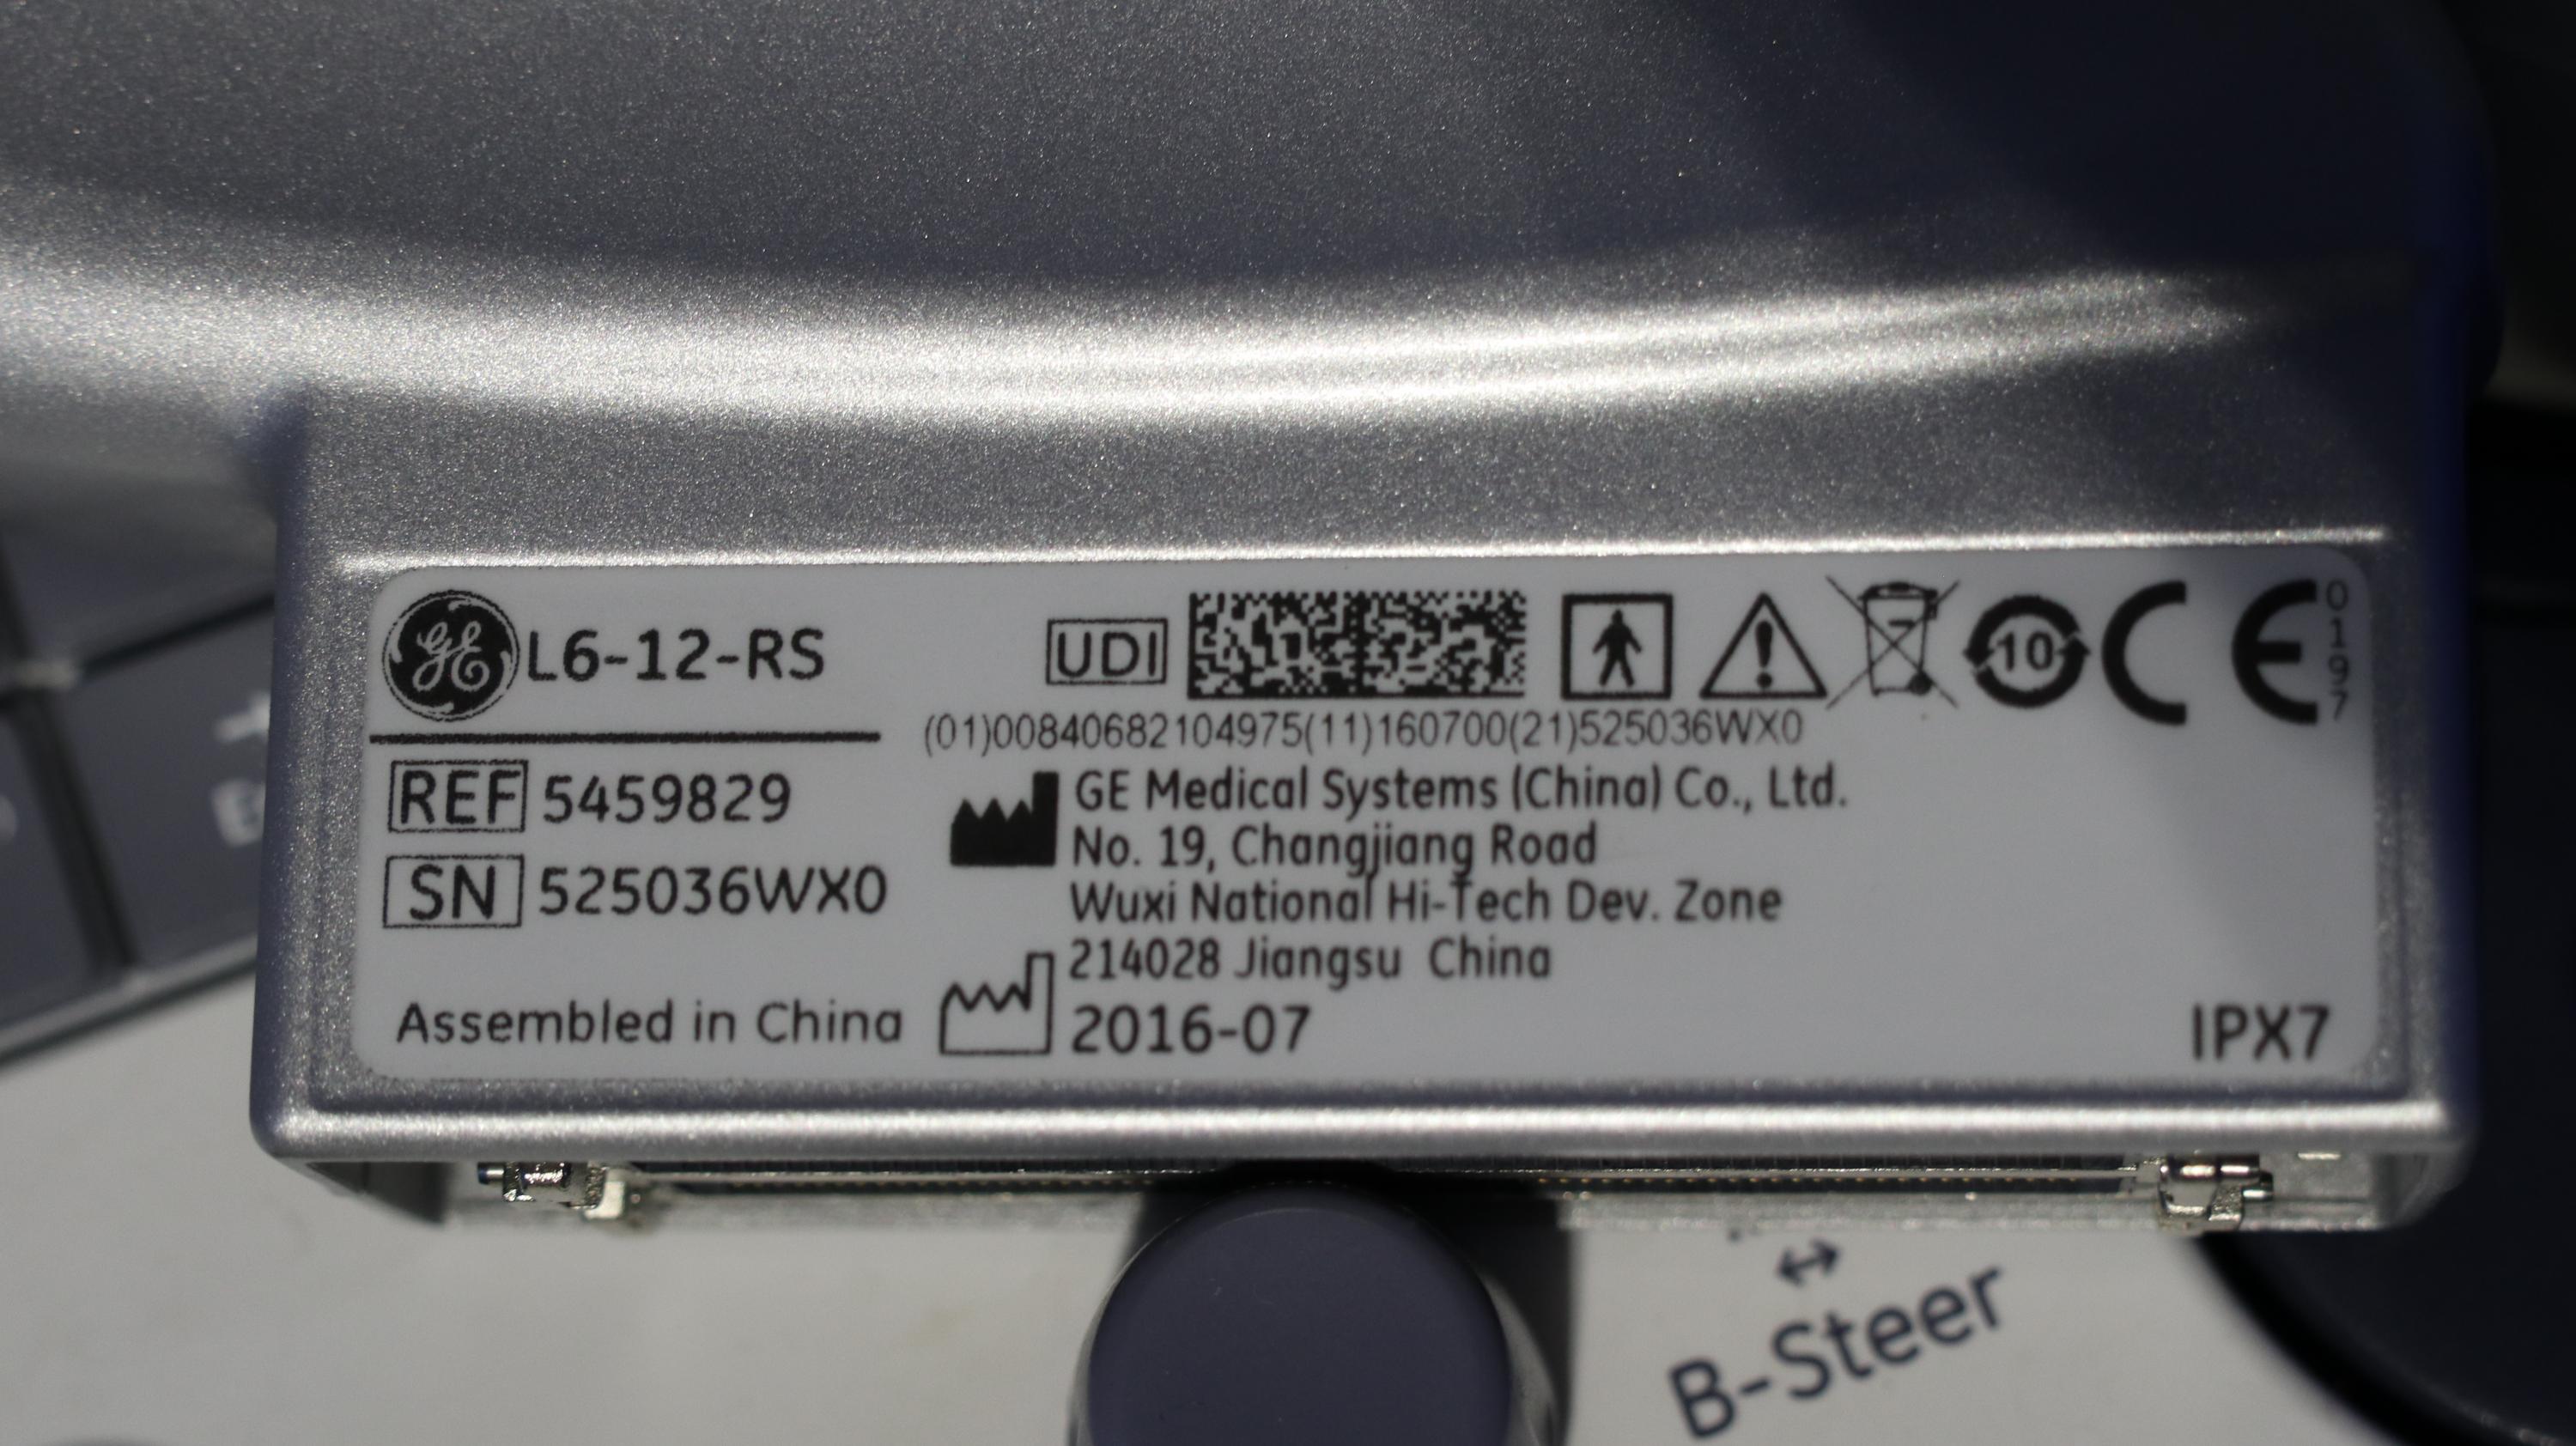 GE L6-12-RS
UDI
10
CE 0197
(01)00840682104975(11)160700(21)525036WX0
REF 5459829
SN 525036WX0
GE Medical Systems (China) Co., Ltd.
No. 19, Changjiang Road
Wuxi National Hi-Tech Dev. Zone
214028 Jiangsu China
Assembled in China
2016-07
IPX7
B-Steer